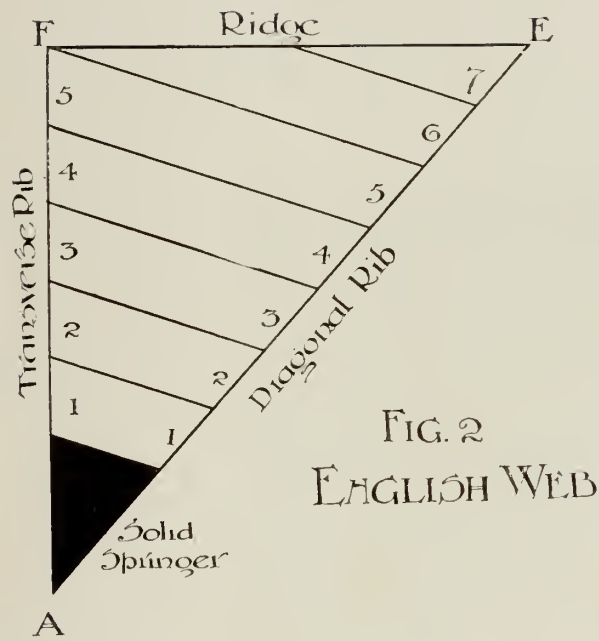 F
Ridge
E
5
7
6
4
5
Transverse Rib
3
4
Diagonal Rib
2
3
2
1
1
FIG. 2
ENGLISH WEB
Solid
Springer
A